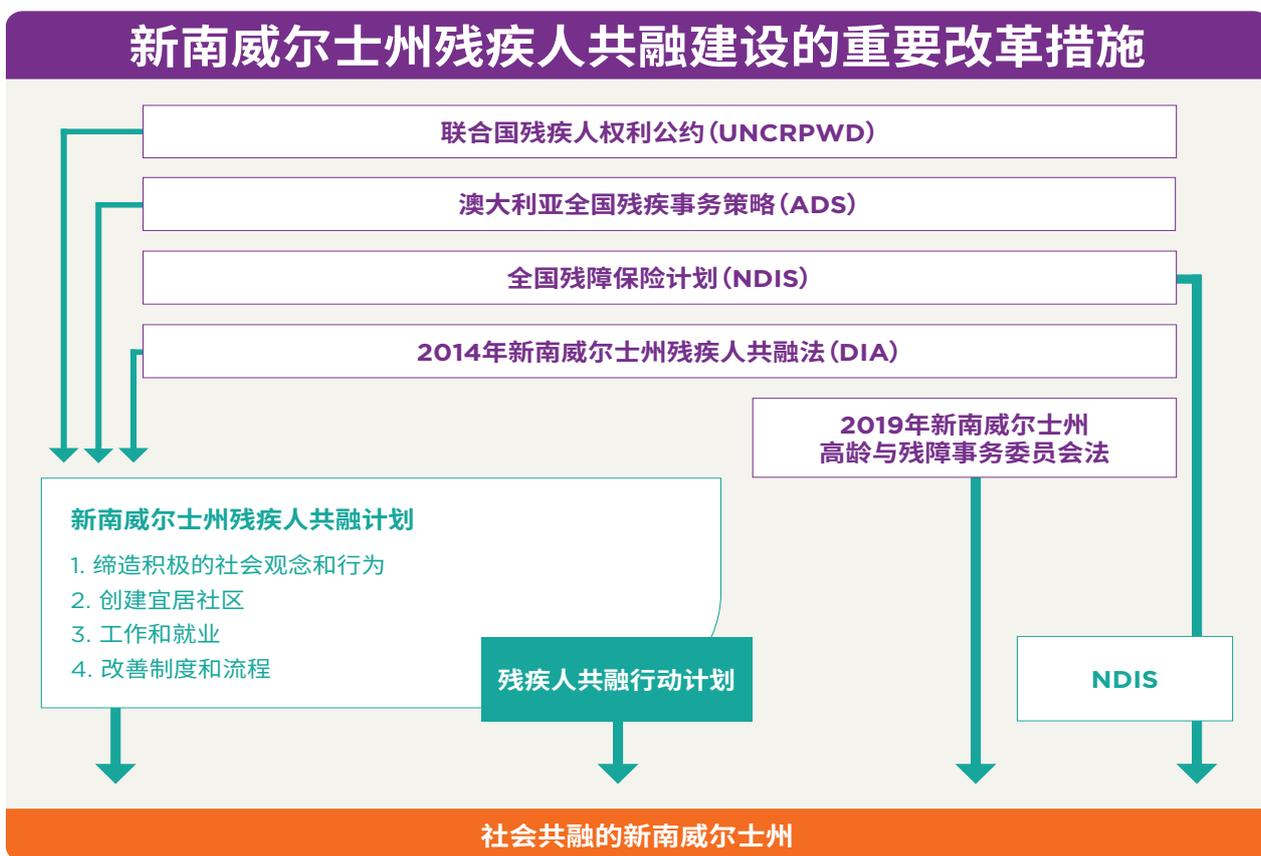 新南威尔士州残疾人共融建设的重要改革措施
联合国残疾人权利公约（UNCRPWD）
澳大利亚全国残疾事务策略（ADS）
全国残障保险计划（NDIS）
2014年新南威尔士州残疾人共融法（DIA）
2019年新南威尔士州
高龄与残障事务委员会法
新南威尔士州残疾人共融计划
1. 缔造积极的社会观念和行为
2. 创建宜居社区
3. 工作和就业
4. 改善制度和流程
残疾人共融行动计划
NDIS
社会共融的新南威尔士州